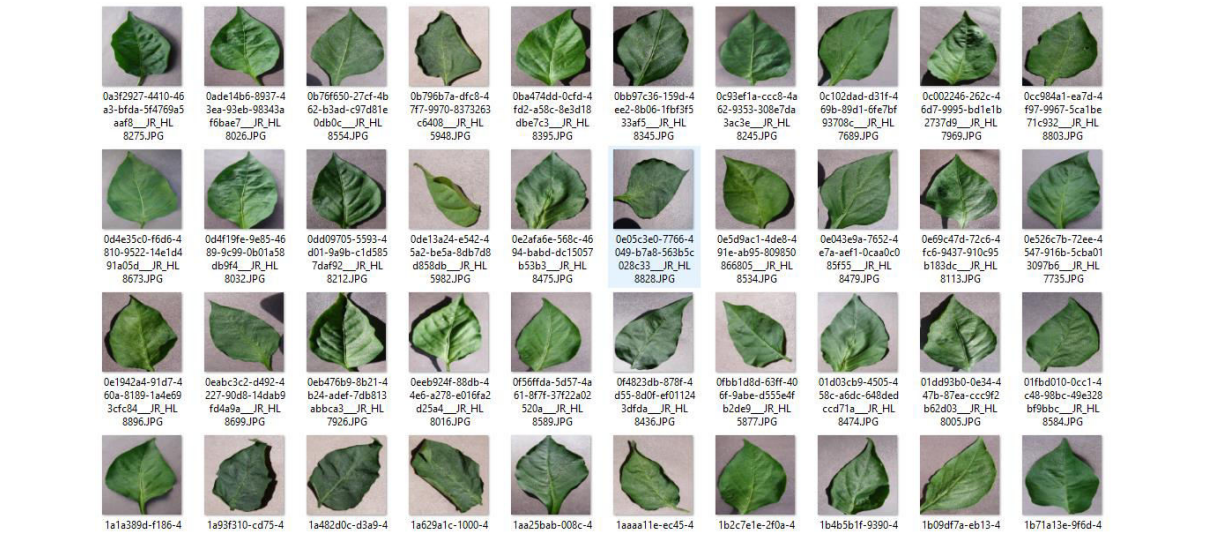 0a3f2927-4410-46
a3-bfda-5f4769a5
aaf8___JR_HL
8275.JPG
0ade14b6-8937-4
3ea-93eb-98343a
f6bae7___JR_HL
8026.JPG
0b76f650-27cf-4b
62-b3ad-c97d81e
0db0c___JR_HL
8554.JPG
0b796b7a-dfc8-4
7f7-9970-8373263
c6408___JR_HL
5948.JPG
0ba474dd-0cfd-4
fd2-a58c-8e3d18
dbe7c3___JR_HL
8395.JPG
0bb97c36-159d-4
ee2-8b06-1fbf3f5
33af5___JR_HL
8345.JPG
0c93ef1a-ccc8-4a
62-9353-308e7da
3ac3e___JR_HL
8245.JPG
0c102dad-d31f-4
69b-89d1-6fe7bf
93708c___JR_HL
7689.JPG
0c002246-262c-4
6d7-9995-bd1e1b
2737d9___JR_HL
7969.JPG
0cc984a1-ea7d-4
f97-9967-5ca1be
71c932___JR_HL
8803.JPG
0d4e35c0-f6d6-4
810-9522-14e1d4
91a05d___JR_HL
8673.JPG
0d4f19fe-9e85-46
89-9c99-0b01a58
db9f4___JR_HL
8032.JPG
0dd09705-5593-4
d01-9a9b-c1d585
7daf92___JR_HL
8212.JPG
0de13a24-e542-4
5a2-be5a-8db7d8
d858db___JR_HL
5982.JPG
0e2afa6e-568c-46
94-babd-dc15057
b53b3___JR_HL
8475.JPG
0e05c3e0-7766-4
049-b7a8-563b5c
028c33___JR_HL
8828.JPG
0e5d9ac1-4de8-4
91e-ab95-809850
866805___JR_HL
8534.JPG
0e043e9a-7652-4
e7a-aef1-0caa0c0
85f55___JR_HL
8479.JPG
0e69c47d-72c6-4
fc6-9437-910c95
b183dc___JR_HL
8113.JPG
0e526c7b-72ee-4
547-916b-5cba01
3097b6___JR_HL
7735.JPG
0e1942a4-91d7-4
60a-8189-1a4e69
3cfc84___JR_HL
8896.JPG
0eabc3c2-d492-4
227-90d8-14dab9
fd4a9a___JR_HL
8699.JPG
0eb476b9-8b21-4
b24-adef-7db813
abbca3___JR_HL
7926.JPG
0eeb924f-88db-4
4e6-a278-e016fa2
d25a4___JR_HL
8016.JPG
0f56ffda-5d57-4a
61-8f7f-37f22a02
520a___JR_HL
8589.JPG
0f4823db-878f-4
d55-8d0f-ef01124
3dfda___JR_HL
8436.JPG
0fbb1d8d-63ff-40
6f-9abe-d555e4f
b2de9___JR_HL
5877.JPG
01d03cb9-4505-4
58c-a6dc-648ded
ccd71a___JR_HL
8474.JPG
01dd93b0-0e34-4
47b-87ea-ccc9f2
b62d03___JR_HL
8005.JPG
01fbd010-0cc1-4
c48-98bc-49e328
bf9bbc___JR_HL
8584.JPG
1a1a389d-f186-4
1a93f310-cd75-4
1a482d0c-d3a9-4
1a629a1c-1000-4
1aa25bab-008c-4
1aaaa11e-ec45-4
1b2c7e1e-2f0a-4
1b4b5b1f-9390-4
1b09df7a-eb13-4
1b71a13e-9f6d-4